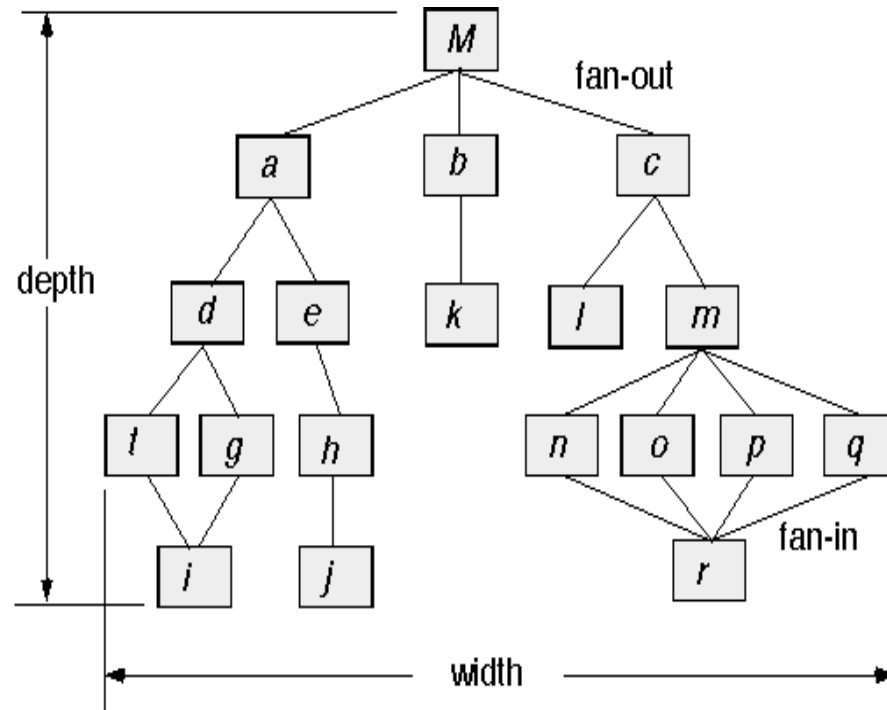 M
fan-out
a b c
depth
d e k l m
t g h n o p q
fan-in
i j r
width